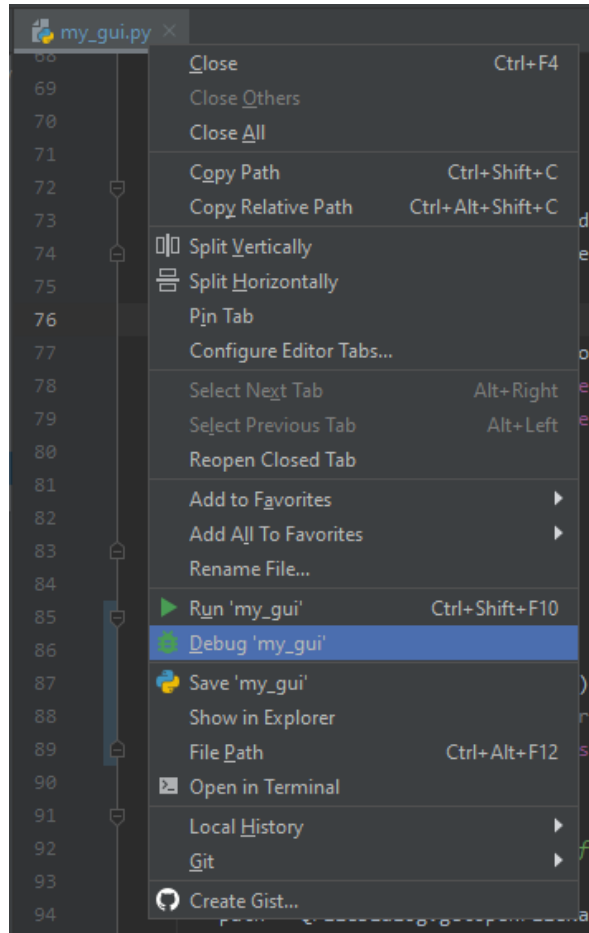 my_gui.py
68
69
70
71
72
73
74
75
76
77
78
79
80
81
82
83
84
85
86
87
88
89
90
91
92
93
94
Close Ctrl+F4
Close Others
Close All
Copy Path Ctrl+Shift+C
Copy Relative Path Ctrl+Alt+Shift+C
Split Vertically
Split Horizontally
Pin Tab
Configure Editor Tabs...
Select Next Tab Alt+Right
Select Previous Tab Alt+Left
Reopen Closed Tab
Add to Favorites
Add All To Favorites
Rename File...
Run 'my_gui' Ctrl+Shift+F10
Debug 'my_gui'
Save 'my_gui'
Show in Explorer
File Path Ctrl+Alt+F12
Open in Terminal
Local History
Git
Create Gist...